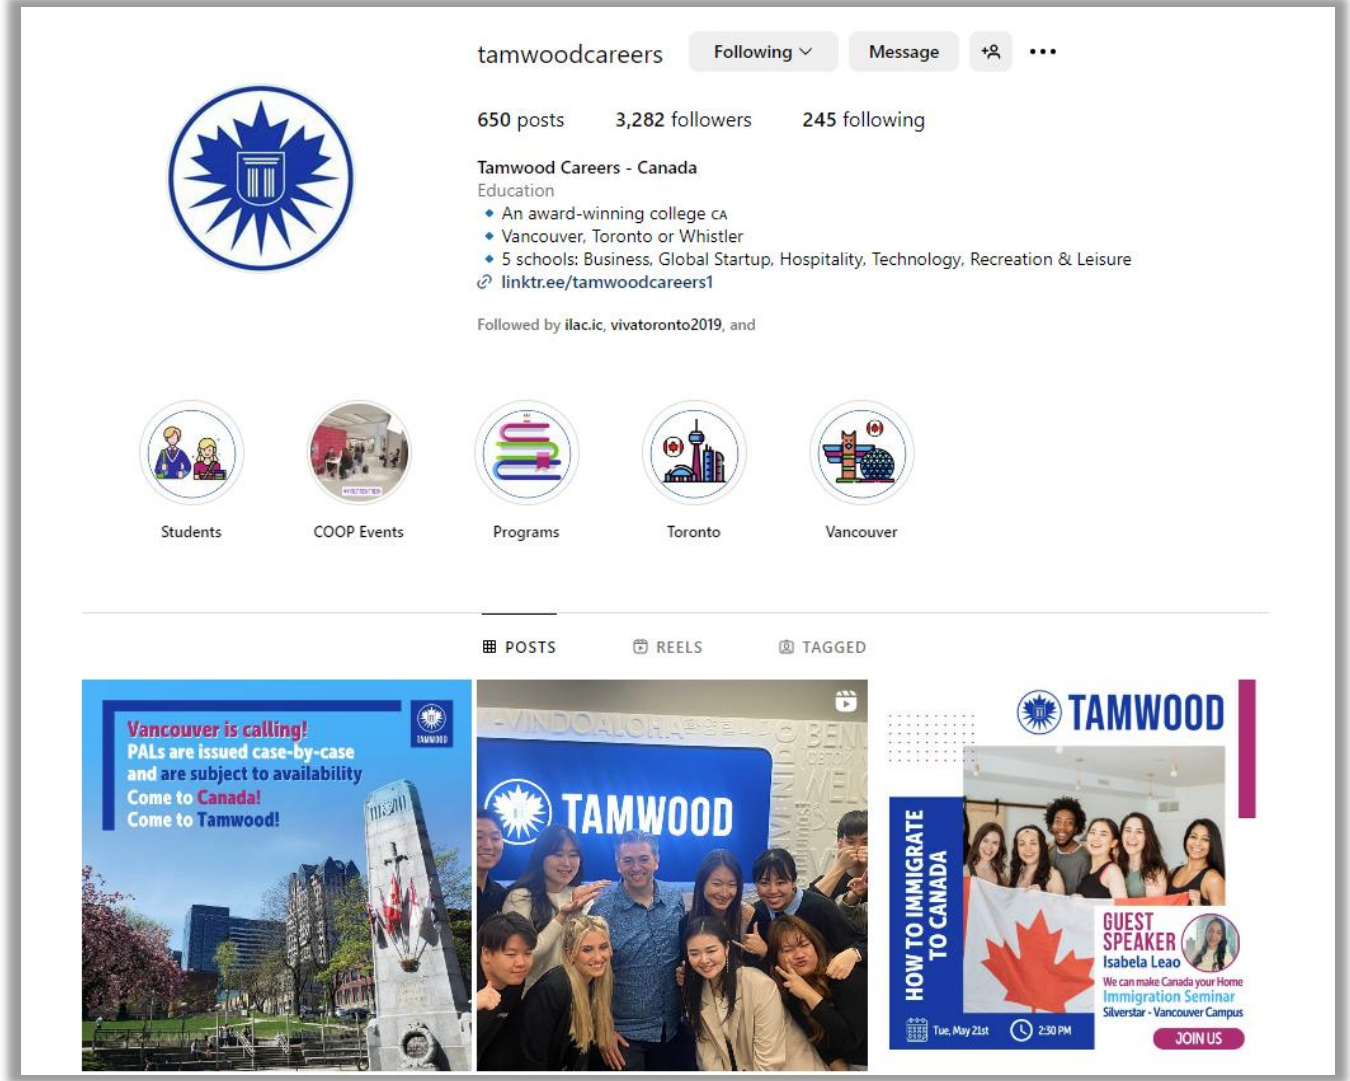 tamwoodcareers
Following
Message
650 posts
3,282 followers
245 following
Tamwood Careers - Canada
Education
An award-winning college CA
Vancouver, Toronto or Whistler
5 schools: Business, Global Startup, Hospitality, Technology, Recreation & Leisure
linktr.ee/tamwoodcareers1
Followed by ilac.ic, vivatoronto2019, and
Students
COOP Events
Programs
Toronto
Vancouver
POSTS
REELS
TAGGED
Vancouver is calling!
PALs are issued case-by-case
and are subject to availability
Come to Canada!
Come to Tamwood!
TAMWOOD
TAMWOOD
TAMWOOD
HOW TO IMMIGRATE
TO CANADA
GUEST
SPEAKER
Isabela Leao
We can make Canada your Home
Immigration Seminar
Silverstar - Vancouver Campus
Tue, May 21st
2:30 PM
JOIN US